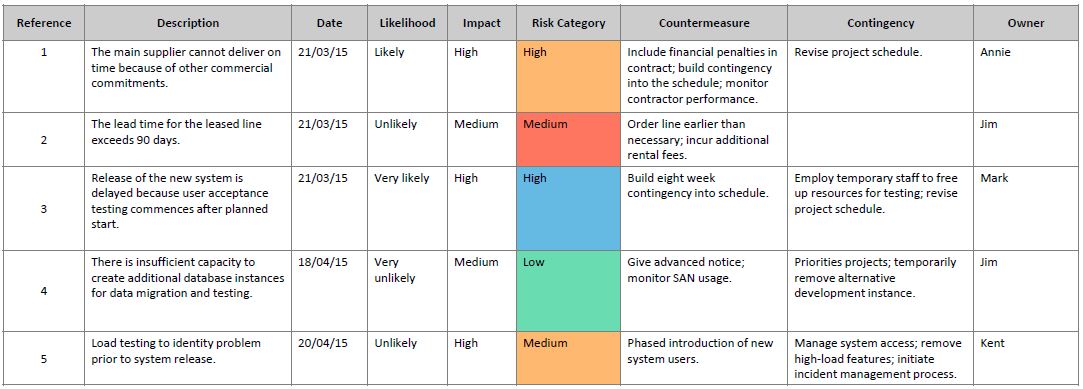 Reference Description Date Likelihood Impact Risk Category Countermeasure Contingency Owner
1 The main supplier cannot deliver on 21/03/15 Likely High High Include financial penalties in Revise project schedule. Annie
time because of other commercial contract; build contingency
commitments. into the schedule; monitor
contractor performance.
2 The lead time for the leased line 21/03/15 Unlikely Medium Medium Order line earlier than Jim
exceeds 90 days. necessary; incur additional
rental fees.
3 Release of the new system is 21/03/15 Very likely High High Build eight week Employ temporary staff to free Mark
delayed because user acceptance contingency into schedule. up resources for testing; revise
testing commences after planned project schedule.
start.
4 There is insufficient capacity to 18/04/15 Very Medium Low Give advanced notice; Priorities projects; temporarily Jim
create additional database instances unlikely monitor SAN usage. remove alternative
for data migration and testing. development instance.
5 Load testing to identity problem 20/04/15 Unlikely High Medium Phased introduction of new Manage system access; remove Kent
prior to system release. system users. high-load features; initiate
incident management process.